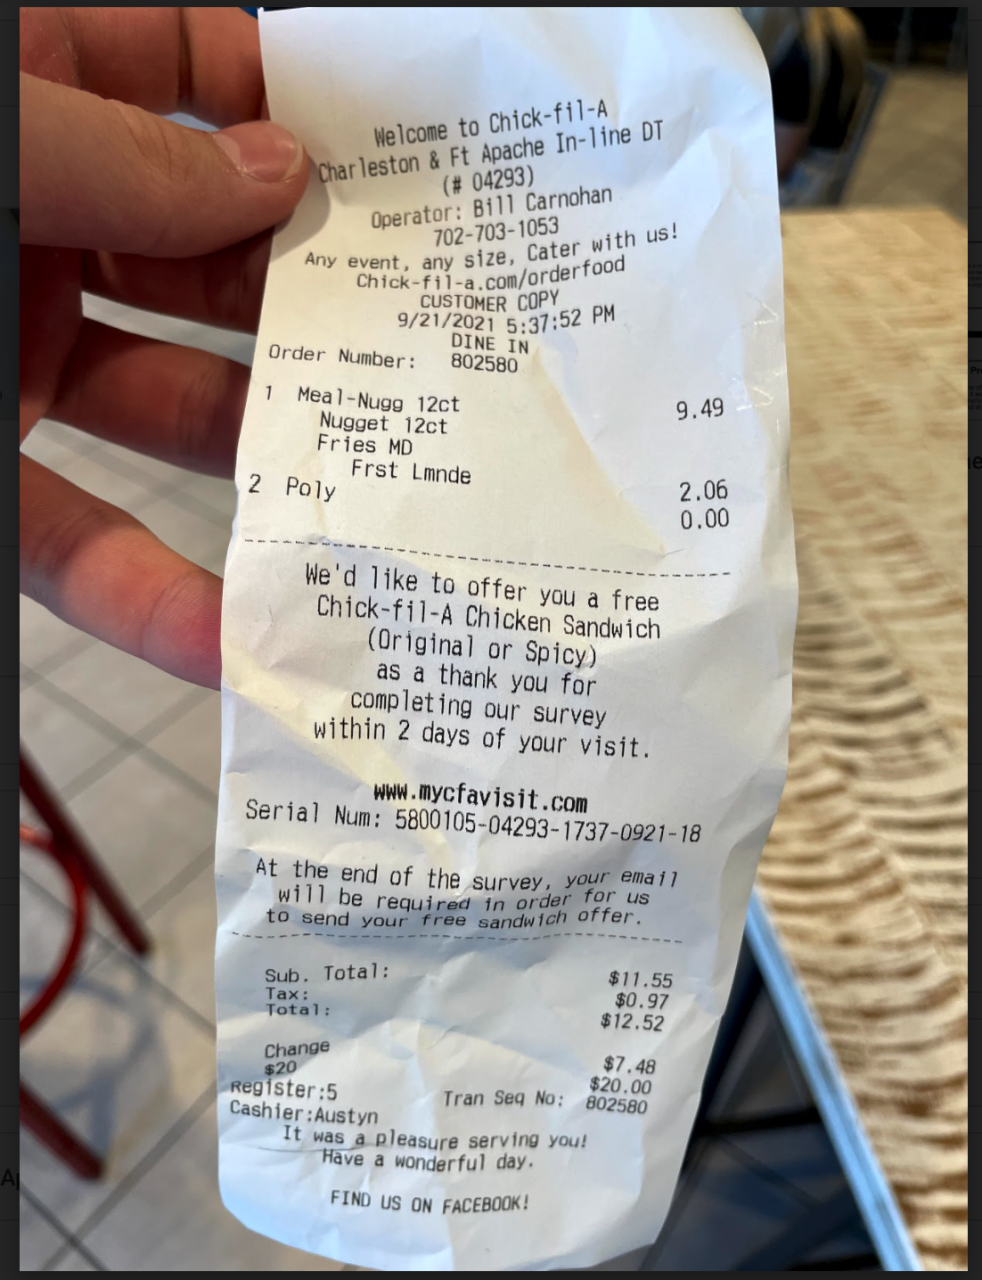 Welcome to Chick-fil-A
Charleston & Ft Apache In-line DT
(# 04293)
Operator: Bill Carnohan
702-703-1053
Any event, any size, Cater with us!
Chick-fil-a.com/orderfood
CUSTOMER COPY
9/21/2021 5:37:52 PM
DINE IN
Order Number: 802580
1 Meal-Nugg 12ct 9.49
Nugget 12ct
Fries MD
Frst Lmnde 2.06
2 Poly 0.00
We'd like to offer you a free
Chick-fil-A Chicken Sandwich
(Original or Spicy)
as a thank you for
completing our survey
within 2 days of your visit.
www.mycfavisit.com
Serial Num: 5800105-04293-1737-0921-18
At the end of the survey, your email
will be required in order for us
to send your free sandwich offer.
Sub. Total: $11.55
Tax: $0.97
Total: $12.52
Change $7.48
$20 $20.00
Register:5 Tran Seq No: 802580
Cashier:Austyn
It was a pleasure serving you!
Have a wonderful day.
FIND US ON FACEBOOK!